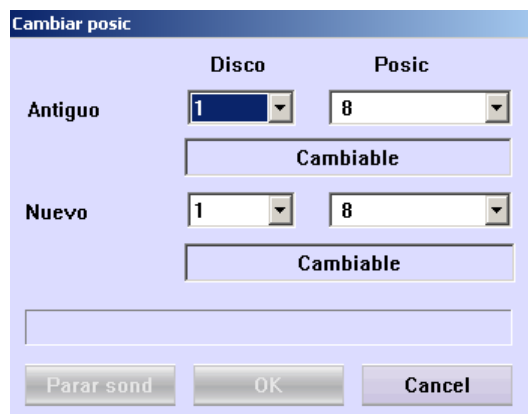 Cambiar posic
Disco Posic
Antiguo 1 8
Cambiable
Nuevo 1 8
Cambiable
Parar sond OK Cancel